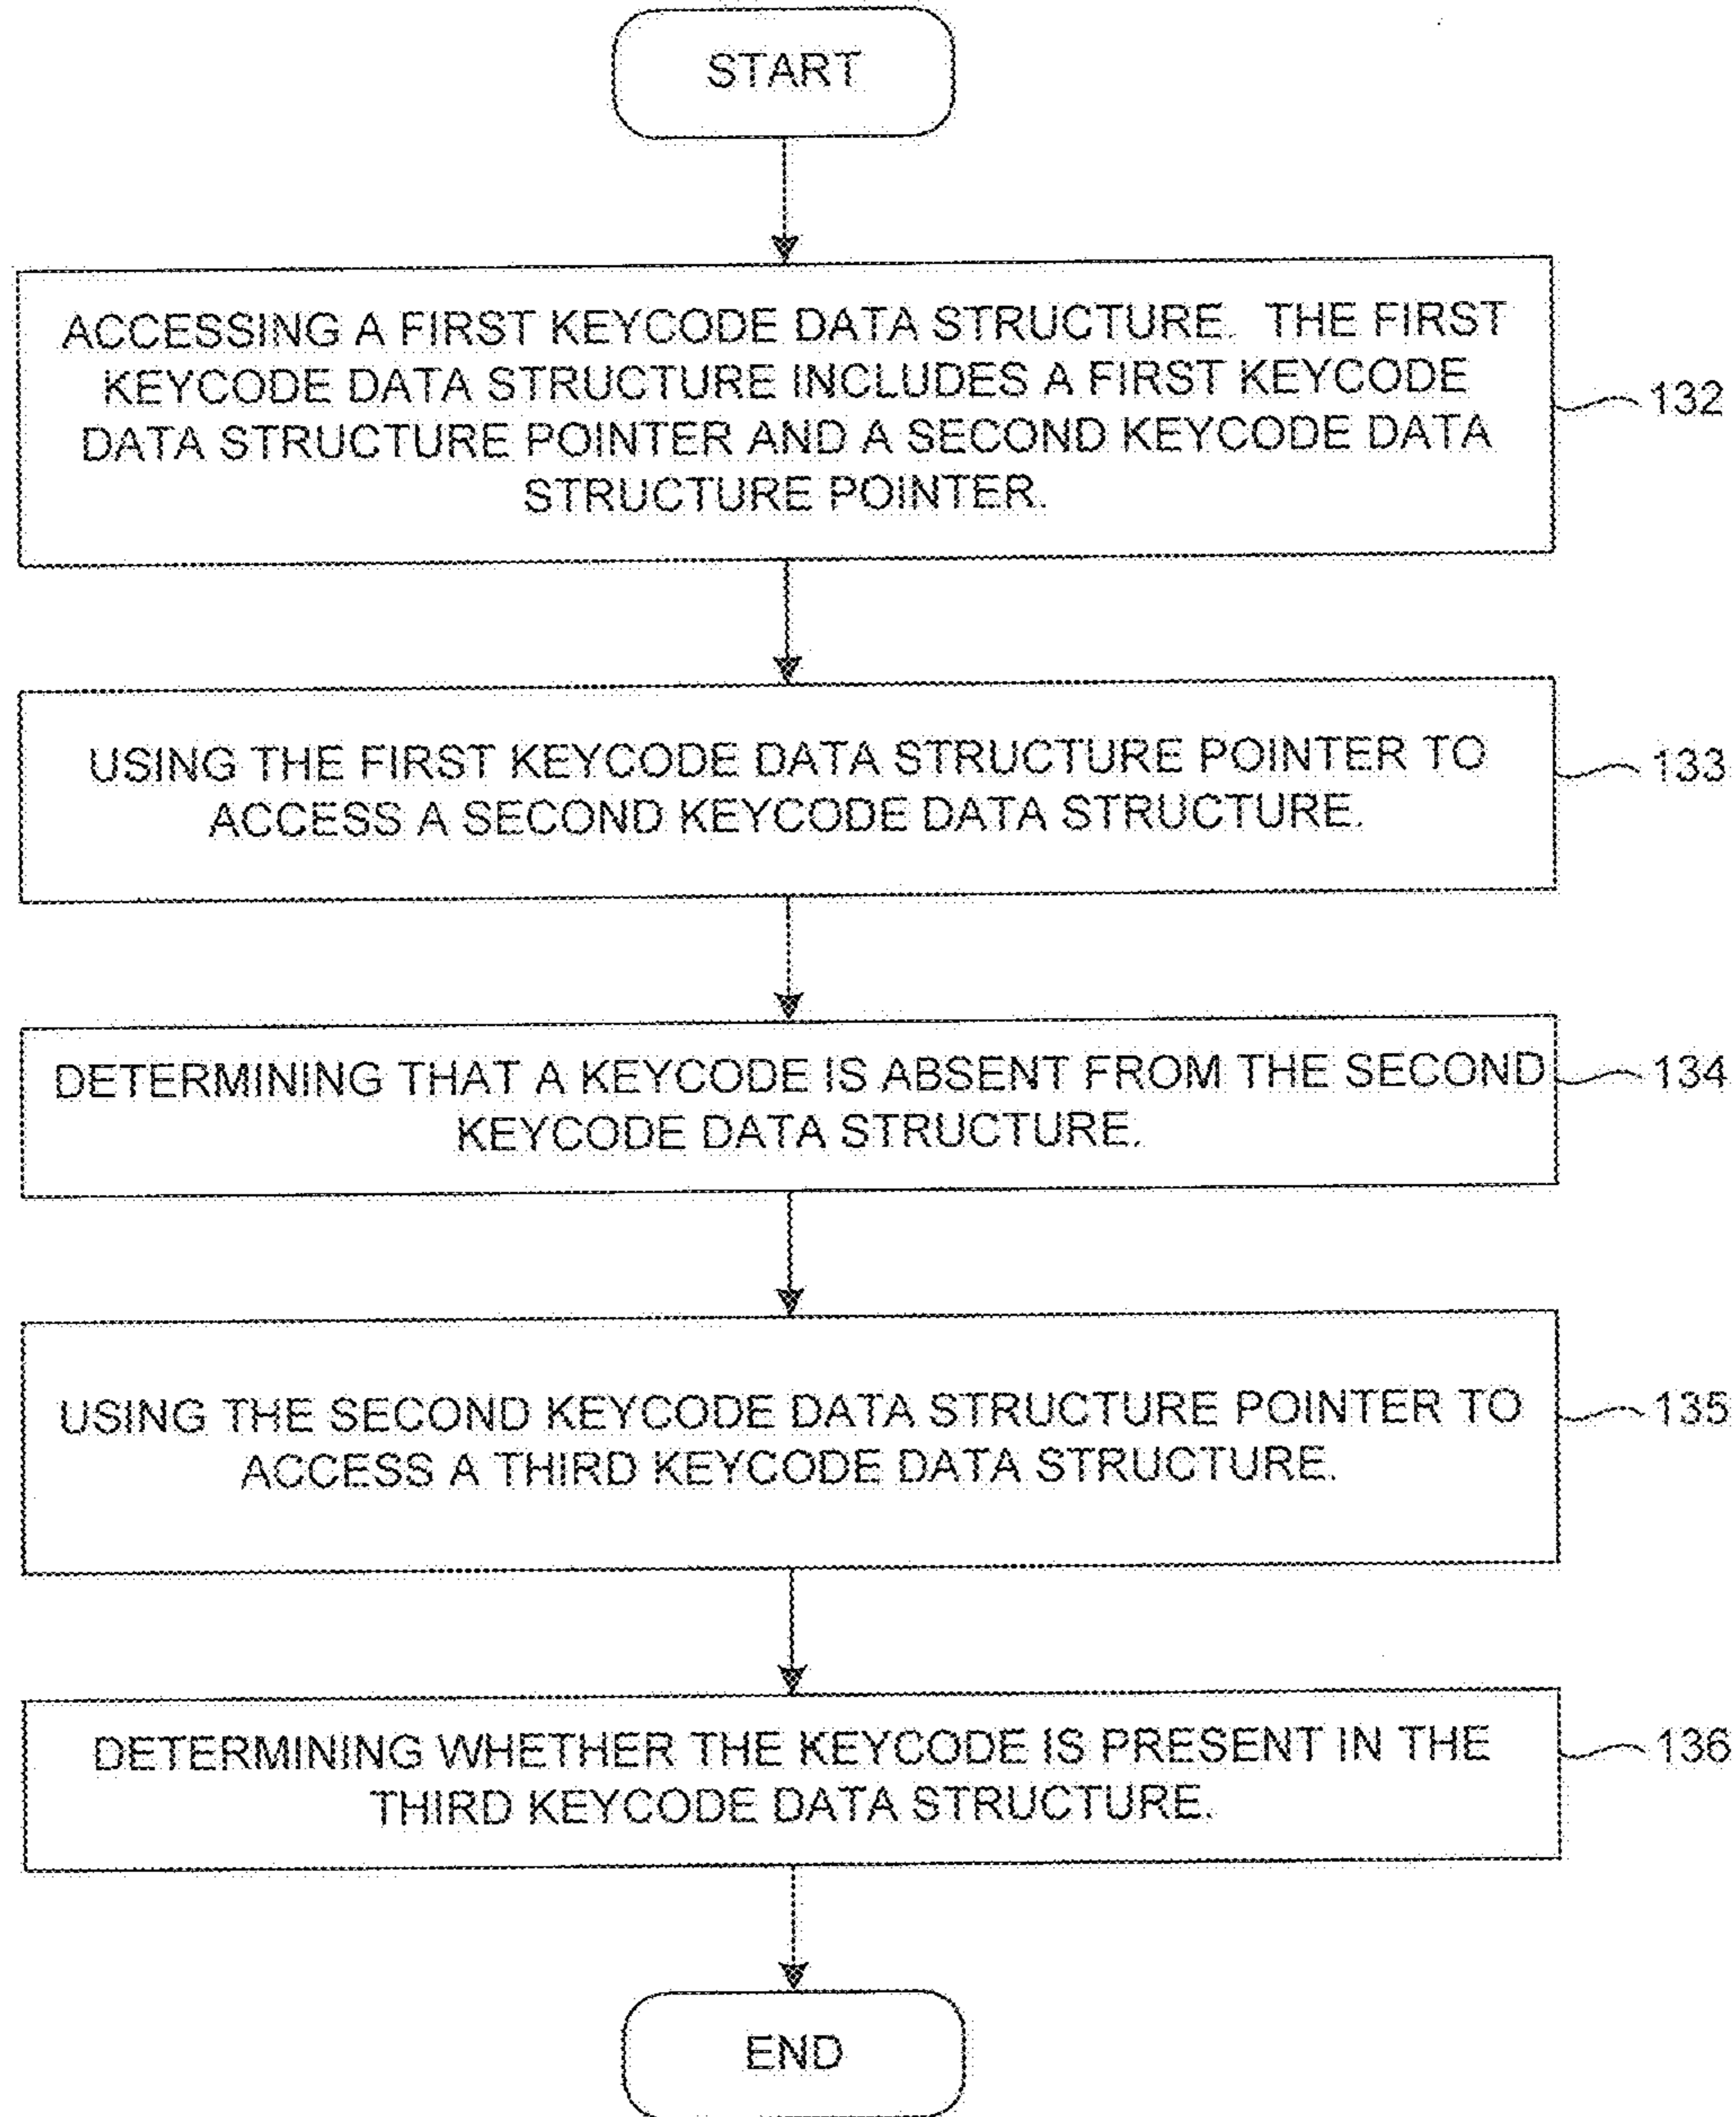 START
ACCESSING A FIRST KEYCODE DATA STRUCTURE. THE FIRST
KEYCODE DATA STRUCTURE INCLUDES A FIRST KEYCODE
DATA STRUCTURE POINTER AND A SECOND KEYCODE DATA
STRUCTURE POINTER.
132
USING THE FIRST KEYCODE DATA STRUCTURE POINTER TO
ACCESS A SECOND KEYCODE DATA STRUCTURE.
133
DETERMINING THAT A KEYCODE IS ABSENT FROM THE SECOND
KEYCODE DATA STRUCTURE.
134
USING THE SECOND KEYCODE DATA STRUCTURE POINTER TO
ACCESS A THIRD KEYCODE DATA STRUCTURE.
135
DETERMINING WHETHER THE KEYCODE IS PRESENT IN THE
THIRD KEYCODE DATA STRUCTURE.
136
END